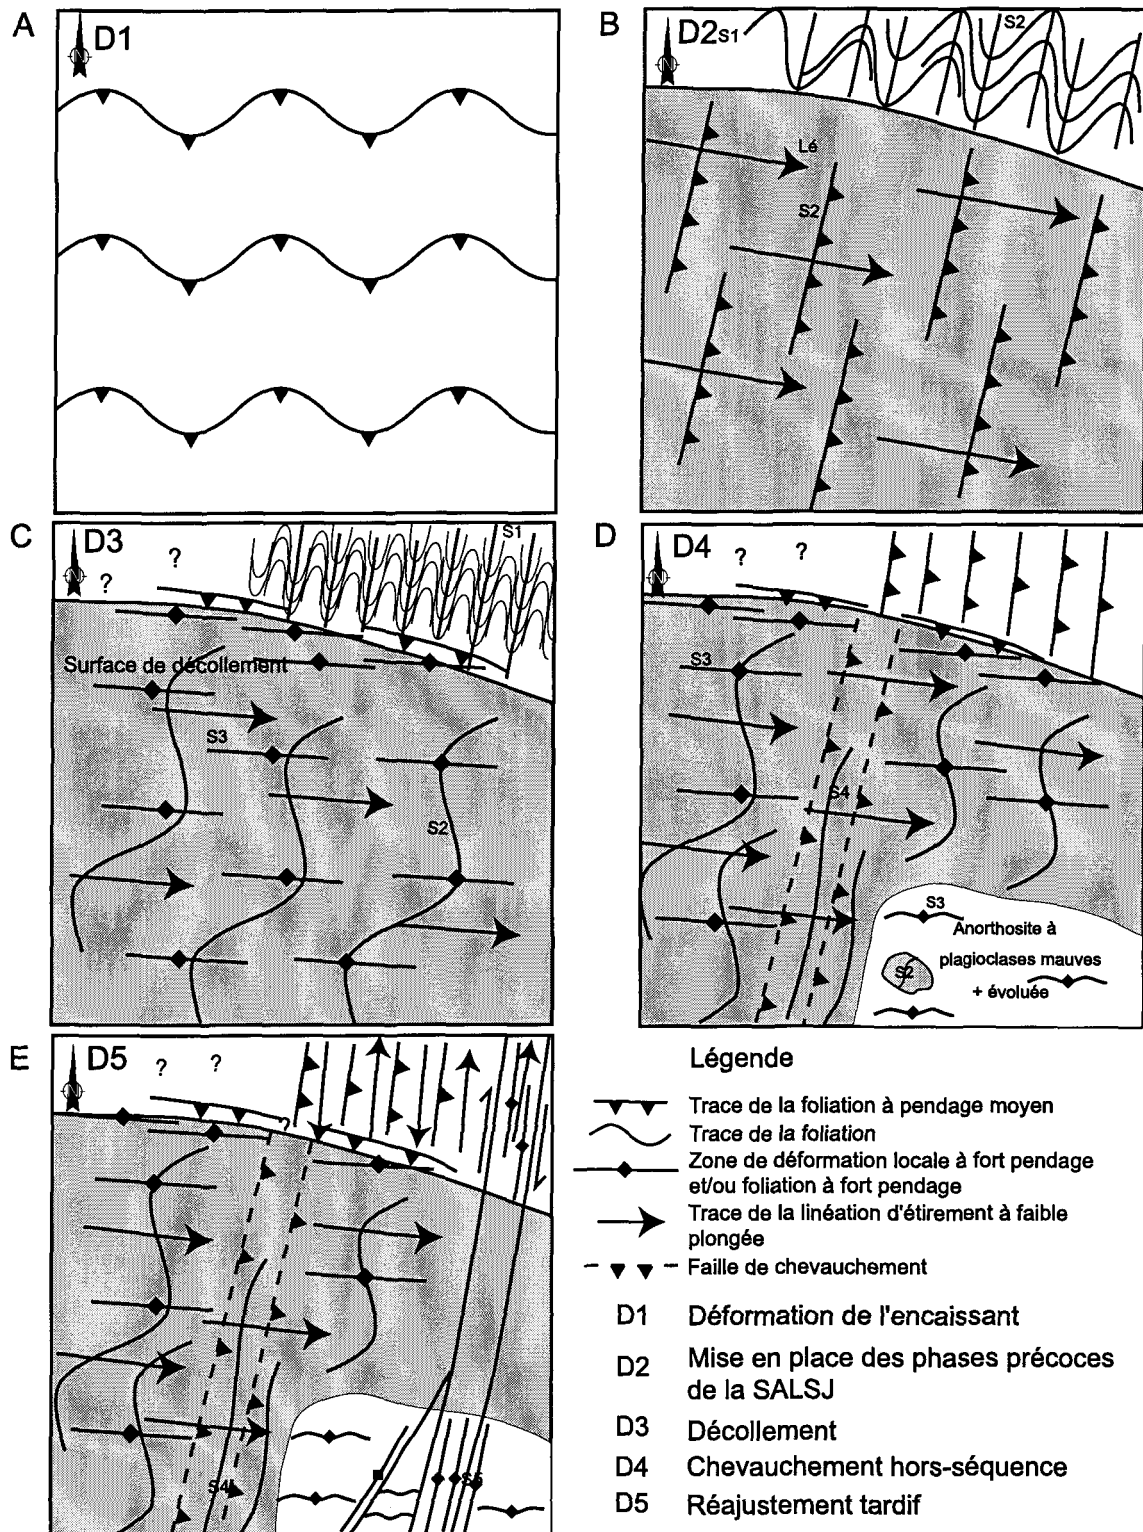 A
N
D1
B
N
D2 S1
S2
Lé
S2
C
N
D3
?
?
S1
Surface de décollement
S3
S2
D
N
D4
?
?
S3
S4
S3
Anorthosite à
plagioclases mauves
S2
+ évoluée
E
N
D5
?
?
?
S4
S5
Légende
Trace de la foliation à pendage moyen
Trace de la foliation
Zone de déformation locale à fort pendage
et/ou foliation à fort pendage
Trace de la linéation d'étirement à faible
plongée
Faille de chevauchement
D1 Déformation de l'encaissant
D2 Mise en place des phases précoces
de la SALSJ
D3 Décollement
D4 Chevauchement hors-séquence
D5 Réajustement tardif